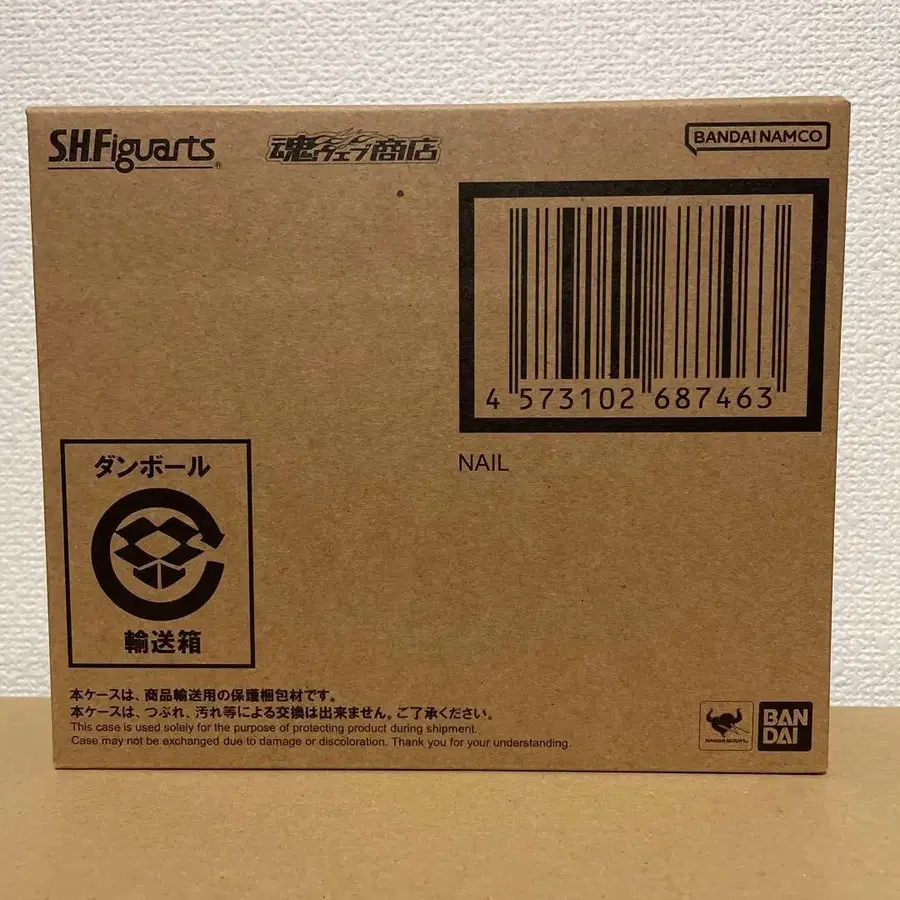 S.H.Figuarts®
魂ウェブ商店
BANDAI NAMCO
4 573102 687463
NAIL
ダンボール
輸送箱
本ケースは、商品輸送用の保護梱包材です。
本ケースは、つぶれ、汚れ等による交換は出来ません。ご了承ください。
This case is used solely for the purpose of protecting product during shipment.
Case may not be exchanged due to damage or discoloration. Thank you for your understanding.
BAN
DAI